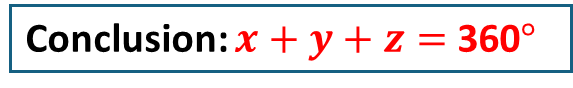 Conclusion: x + y + z = 360°